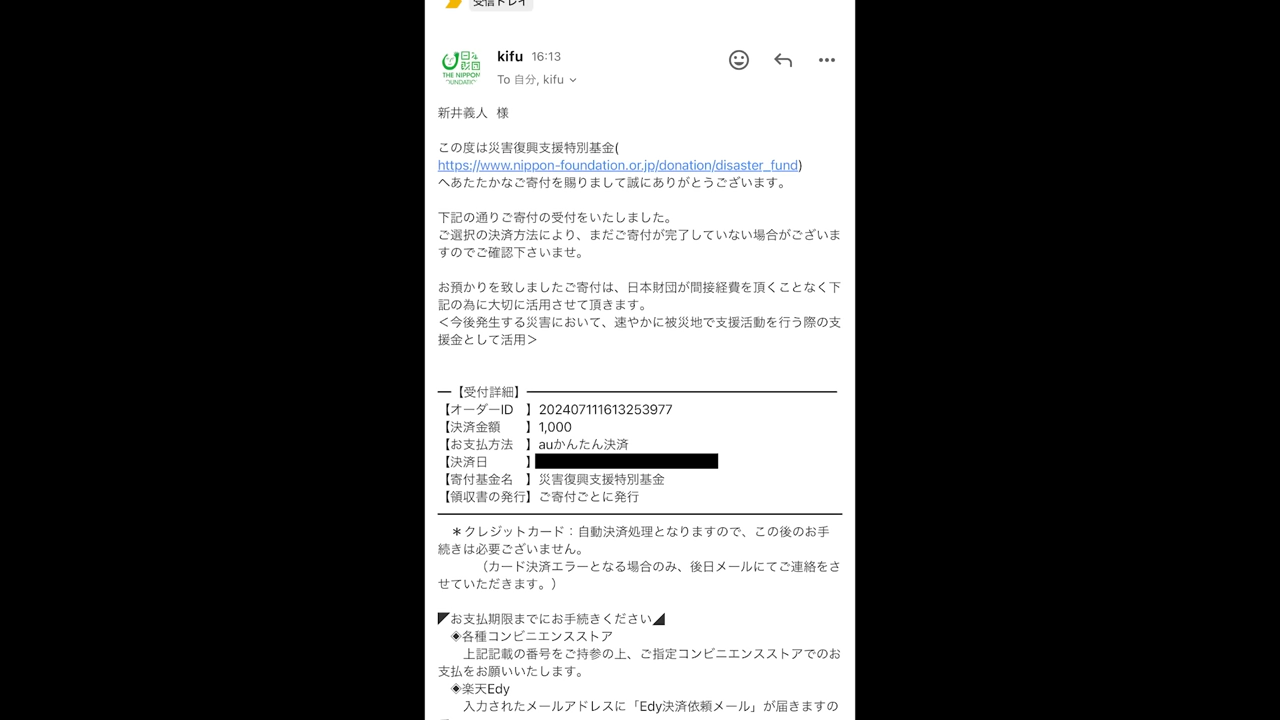 受信トレイ
kifu 16:13
To 自分, kifu
THE NIPPON
新井義人 様
この度は災害復興支援特別基金(
https://www.nippon-foundation.or.jp/donation/disaster_fund)
へあたたかなご寄付を賜りまして誠にありがとうございます。
下記の通りご寄付の受付をいたしました。
ご選択の決済方法により、まだご寄付が完了していない場合がございま
すのでご確認下さいませ。
お預かりを致しましたご寄付は、日本財団が間接経費を頂くことなく下
記の為に大切に活用させて頂きます。
＜今後発生する災害において、速やかに被災地で支援活動を行う際の支
援金として活用＞
━【受付詳細】━━━━━━━━━━━━━━━━━━━━
【オーダーID 】202407111613253977
【決済金額 】1,000
【お支払方法 】auかんたん決済
【決済日 】
【寄付基金名 】災害復興支援特別基金
【領収書の発行】ご寄付ごとに発行
＊クレジットカード：自動決済処理となりますので、この後のお手
続きは必要ございません。
（カード決済エラーとなる場合のみ、後日メールにてご連絡をさ
せていただきます。）
◤お支払期限までにお手続きください◢
◈各種コンビニエンスストア
上記記載の番号をご持参の上、ご指定コンビニエンスストアでのお
支払をお願いいたします。
◈楽天Edy
入力されたメールアドレスに「Edy決済依頼メール」が届きますの